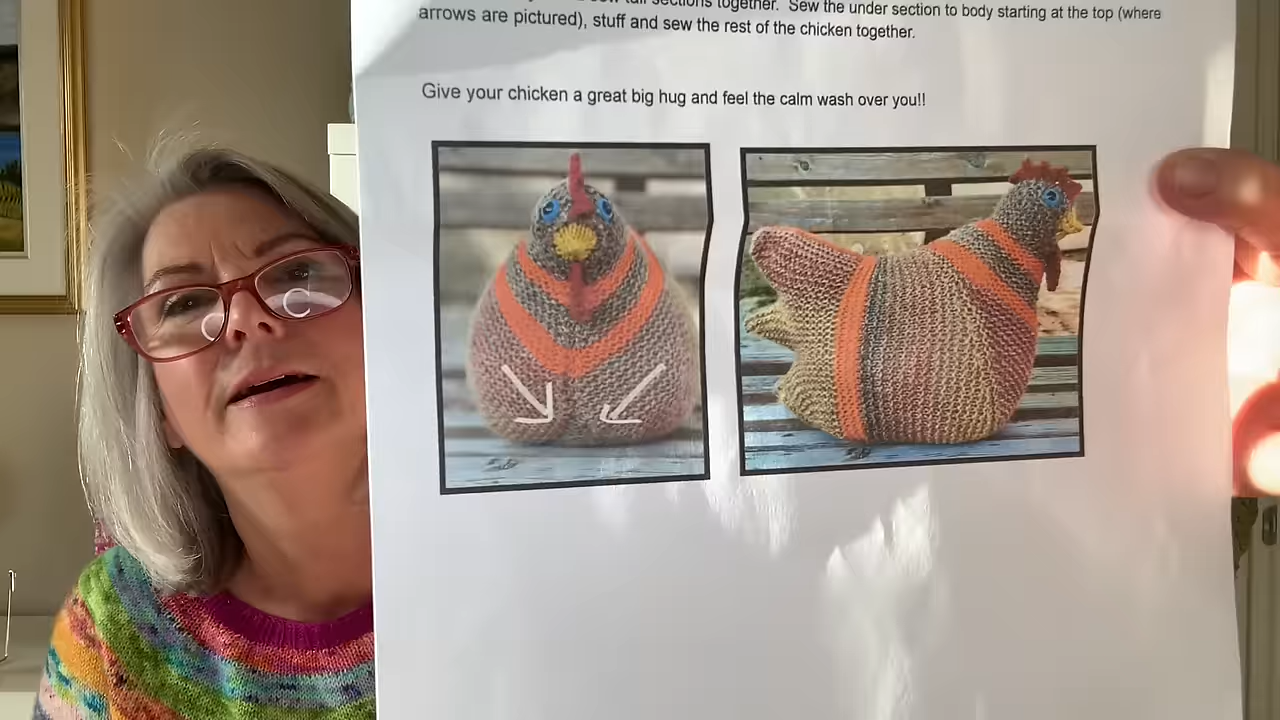 sections together. Sew the under section to body starting at the top (where
arrows are pictured), stuff and sew the rest of the chicken together.
Give your chicken a great big hug and feel the calm wash over you!!